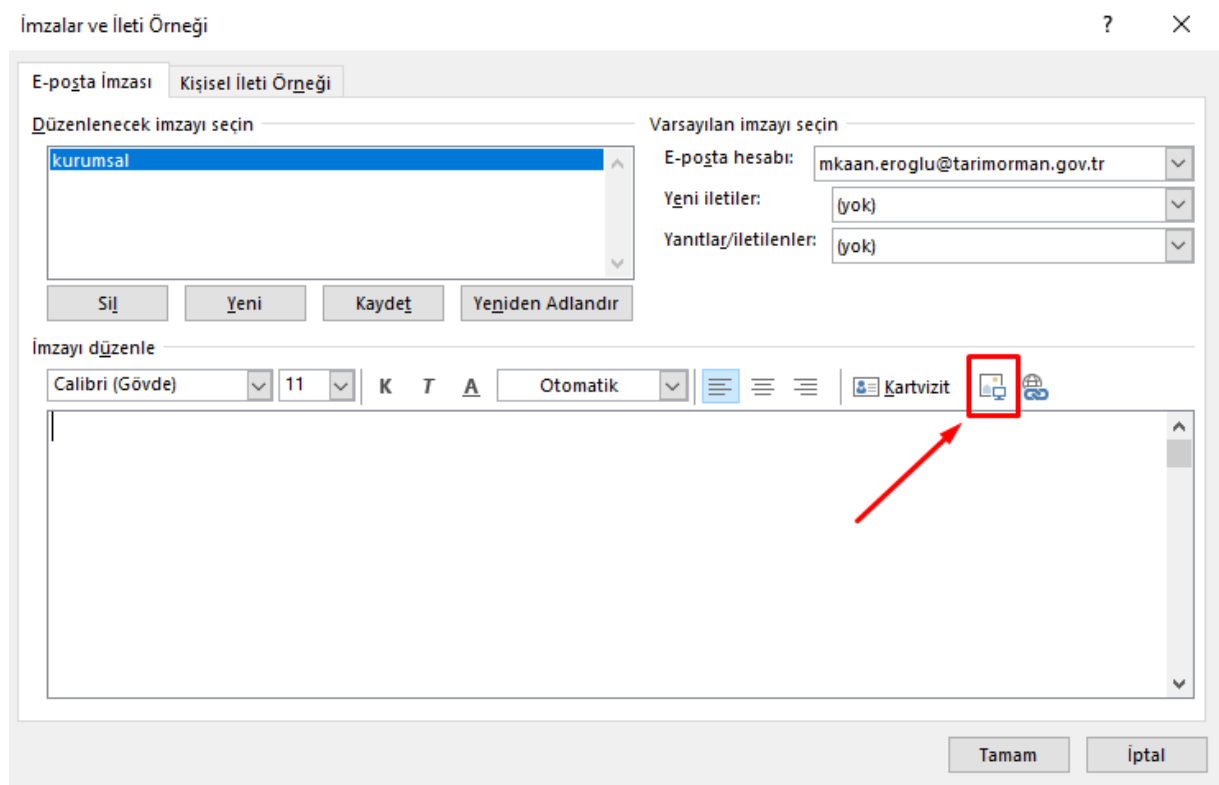 İmzalar ve İleti Örneği
?
E-posta İmzası Kişisel İleti Örneği
Düzenlenecek imzayı seçin
kurumsal
Sil Yeni Kaydet Yeniden Adlandır
Varsayılan imzayı seçin
E-posta hesabı: mkaan.eroglu@tarimorman.gov.tr
Yeni iletiler: (yok)
Yanıtlar/iletilenler: (yok)
İmzayı düzenle
Calibri (Gövde) 11 K T A Otomatik Kartvizit
Tamam İptal